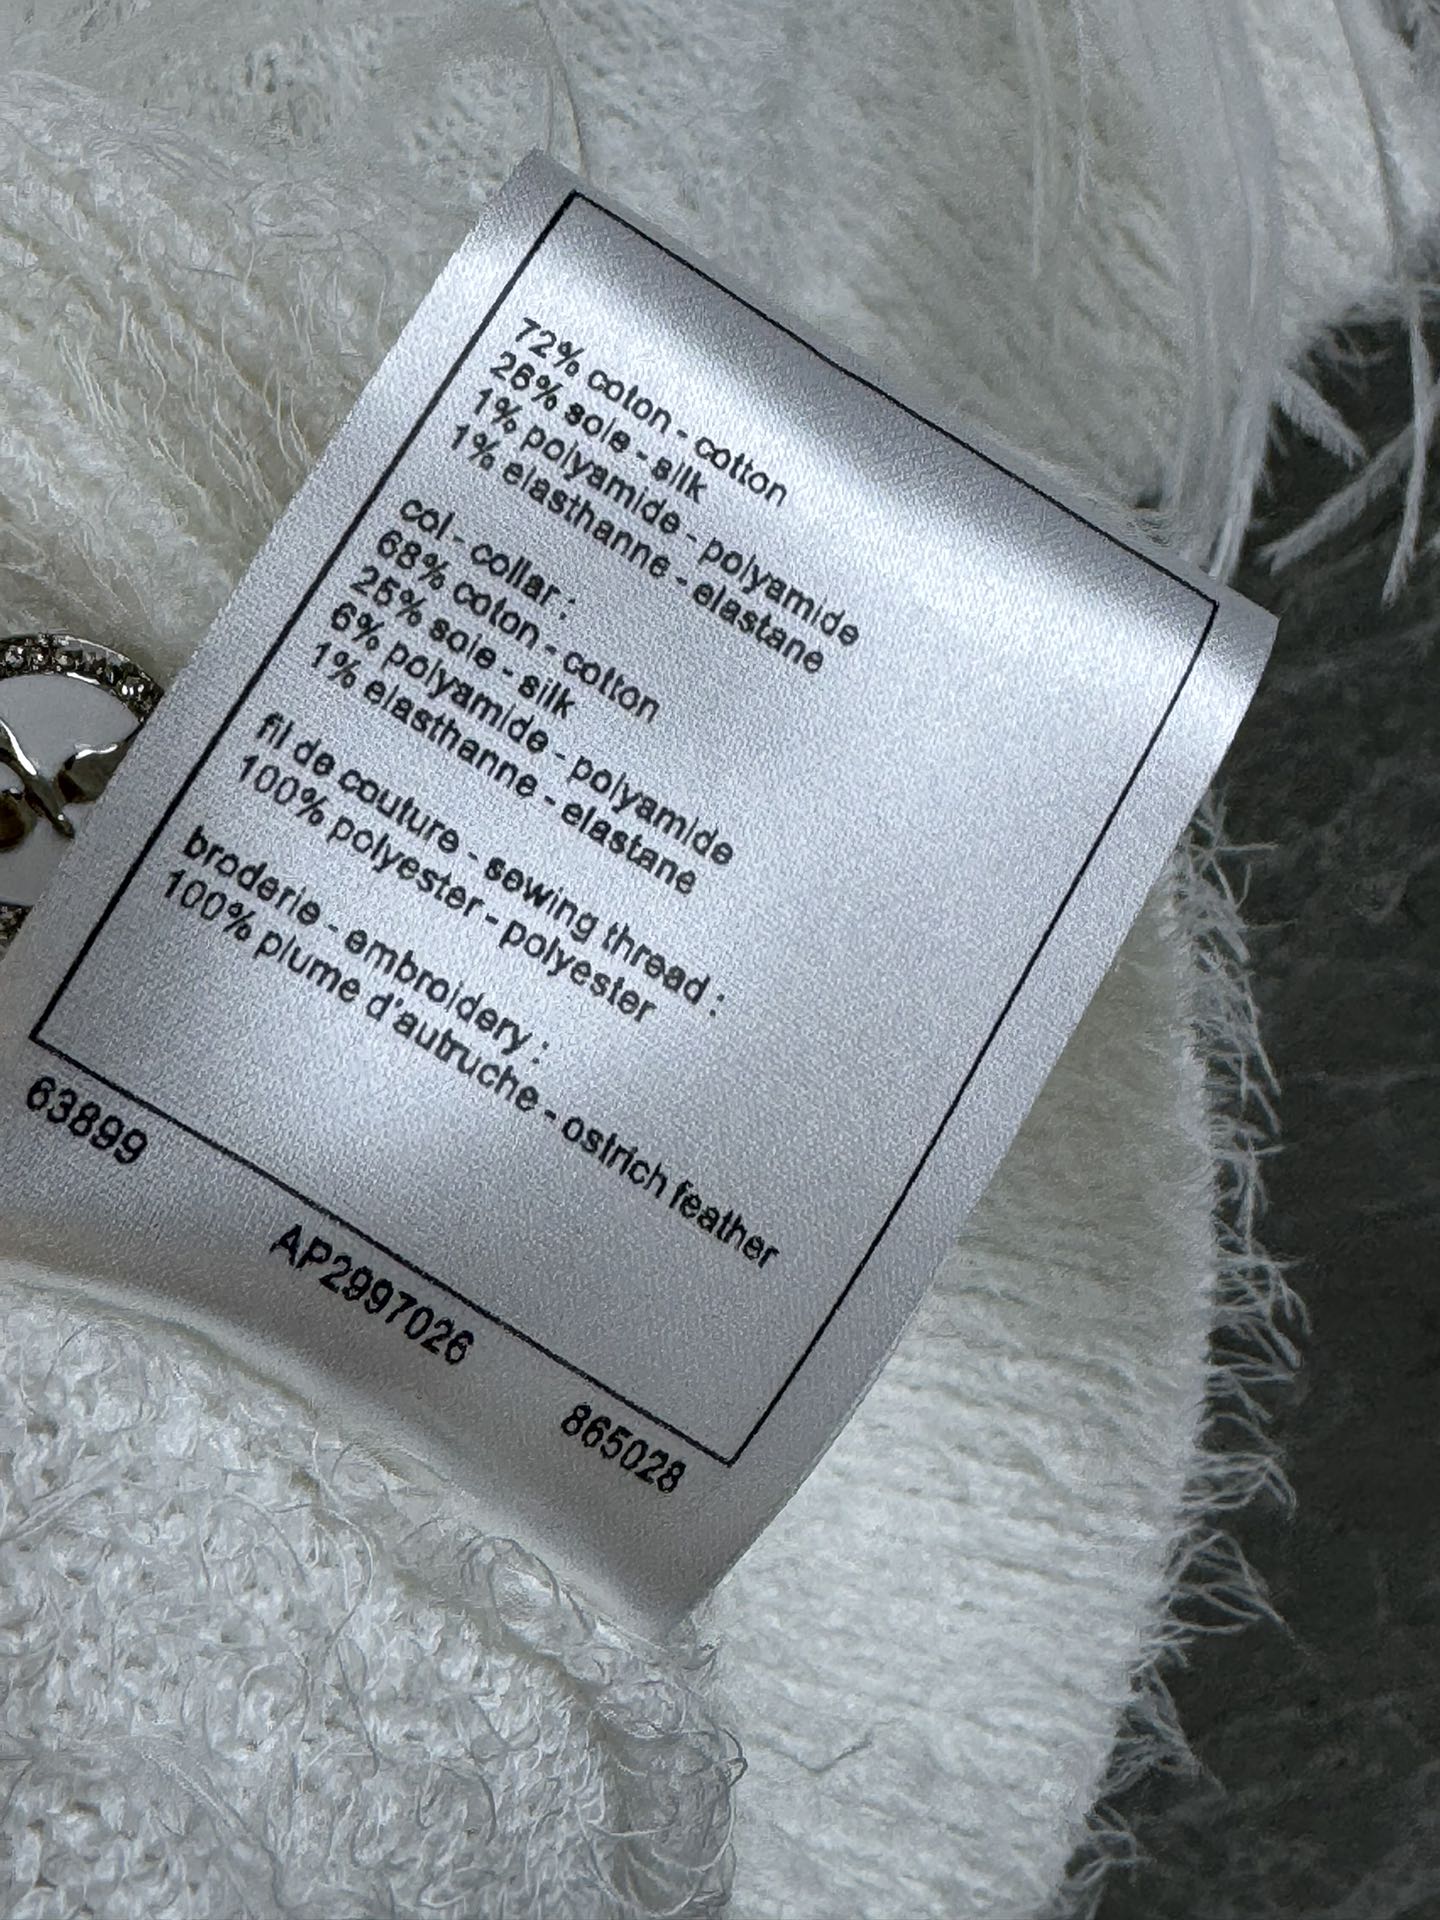 72% coton - cotton
26% soie - silk
1% polyamide - polyamide
1% elasthanne - elastane
col - collar :
68% coton - cotton
25% soie - silk
6% polyamide - polyamide
1% elasthanne - elastane
fil de couture - sewing thread :
100% polyester - polyester
broderie - embroidery :
100% plume d'autruche - ostrich feather
63899
AP2997026
865028